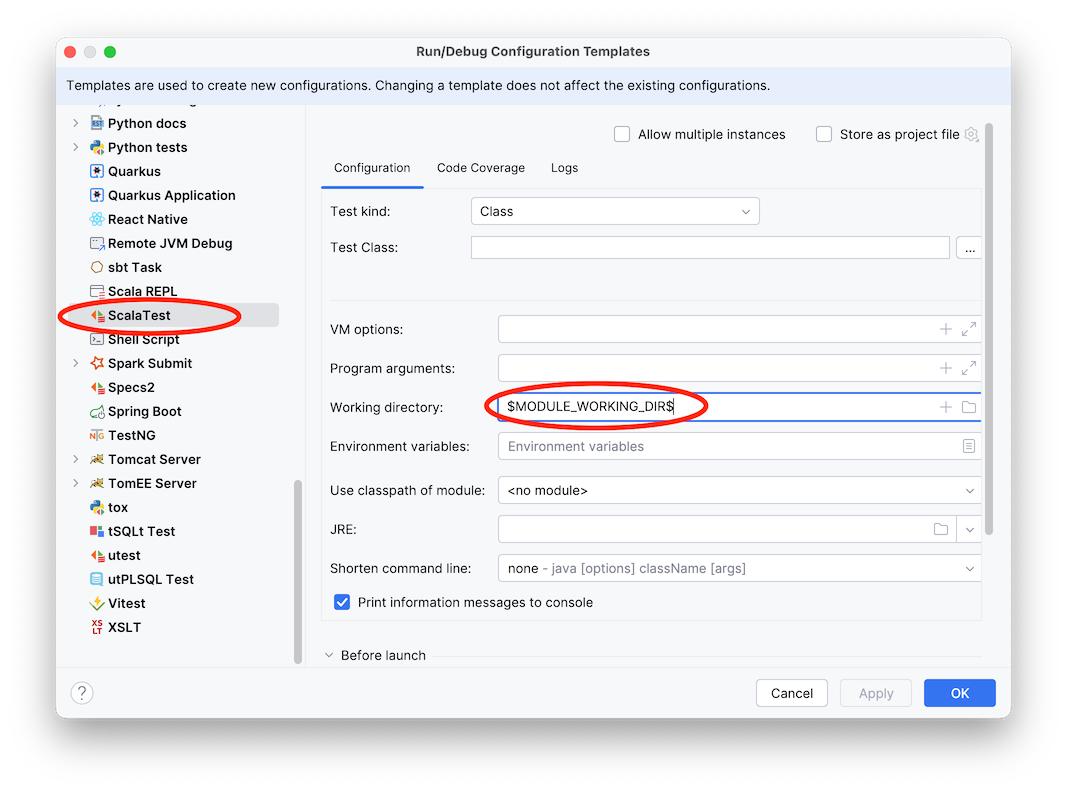 Run/Debug Configuration Templates
Templates are used to create new configurations. Changing a template does not affect the existing configurations.
Python docs
Python tests
Quarkus
Quarkus Application
React Native
Remote JVM Debug
sbt Task
Scala REPL
ScalaTest
Shell Script
Spark Submit
Specs2
Spring Boot
TestNG
Tomcat Server
TomEE Server
tox
tSQLt Test
utest
utPLSQL Test
Vitest
XSLT
Allow multiple instances
Store as project file
Configuration
Code Coverage
Logs
Test kind:
Class
Test Class:
...
VM options:
Program arguments:
Working directory:
$MODULE_WORKING_DIR$
Environment variables:
Environment variables
Use classpath of module:
<no module>
JRE:
Shorten command line:
none - java [options] className [args]
Print information messages to console
Before launch
?
Cancel
Apply
OK